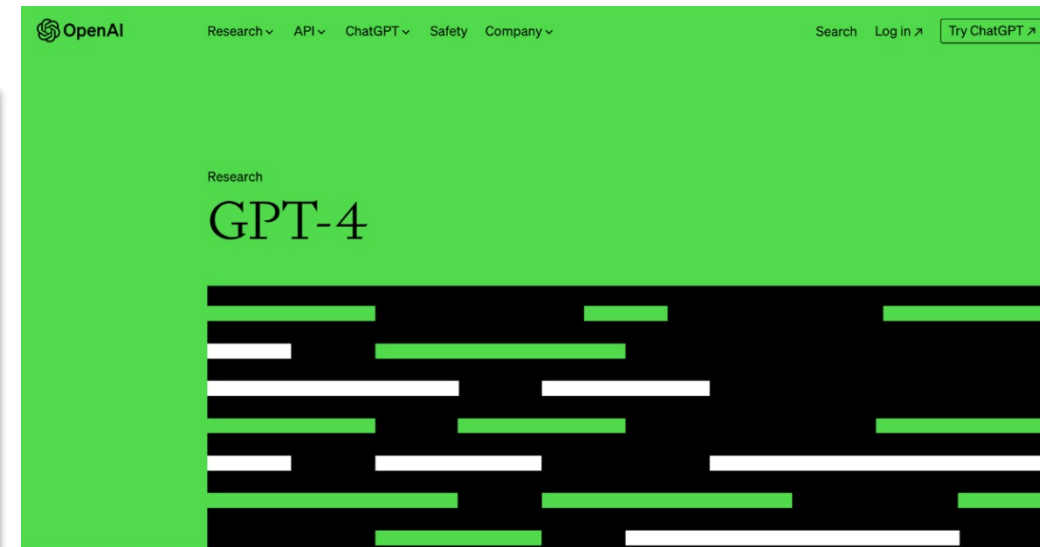 OpenAI Research API ChatGPT Safety Company Search Log in ↗ Try ChatGPT ↗
Research
GPT-4